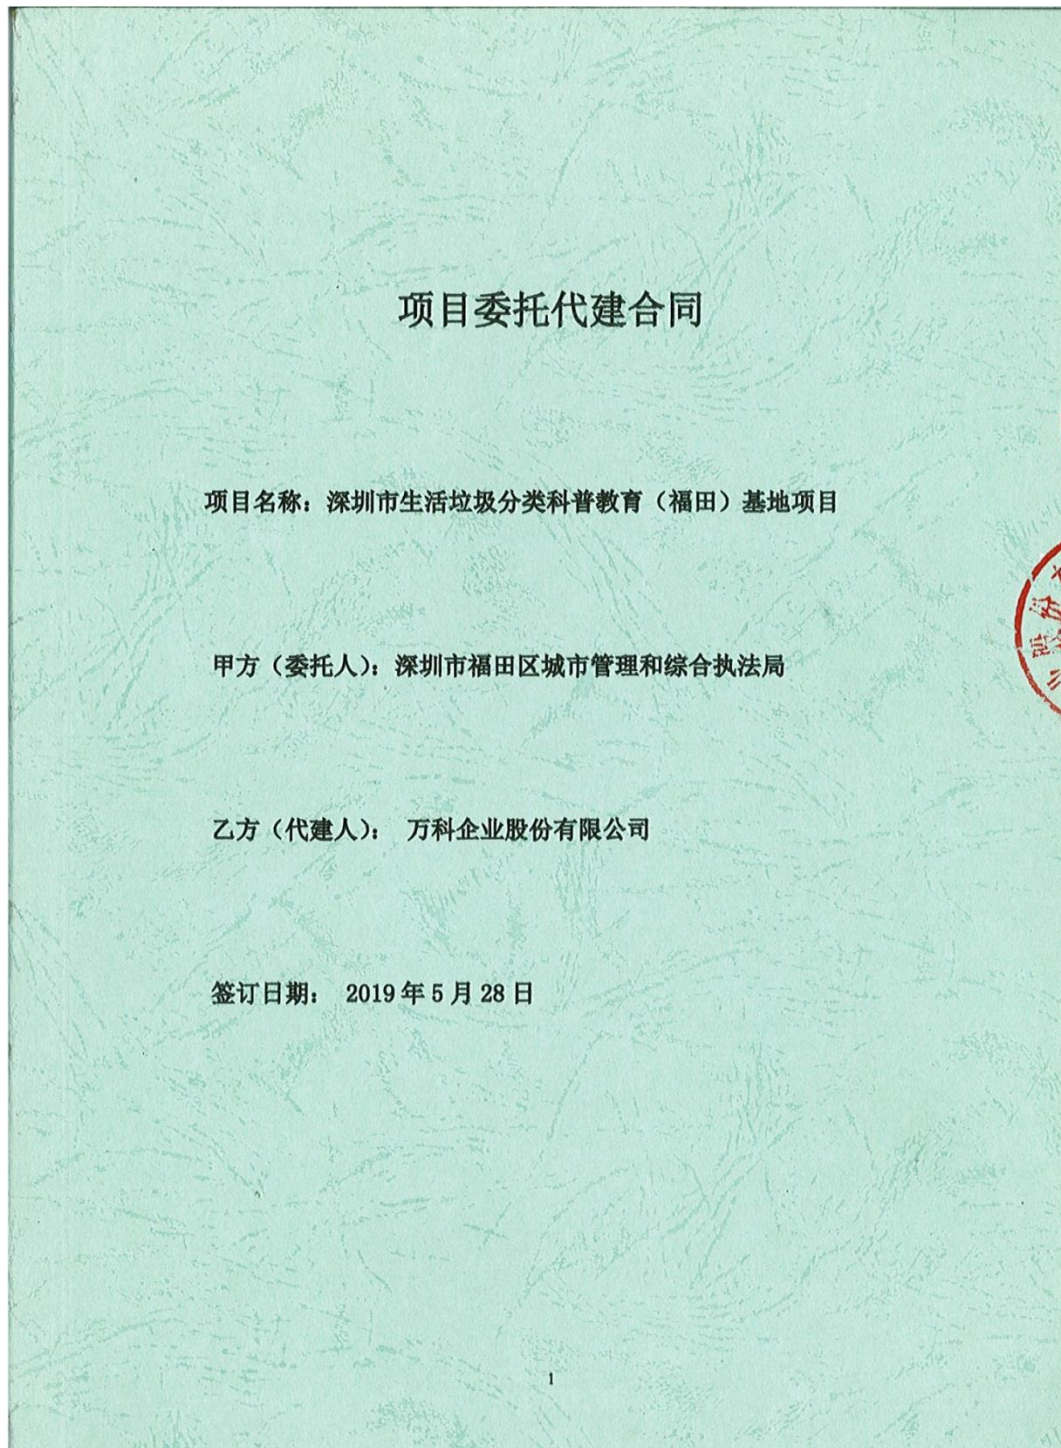 项目委托代建合同
项目名称：深圳市生活垃圾分类科普教育（福田）基地项目
甲方（委托人）：深圳市福田区城市管理和综合执法局
乙方（代建人）： 万科企业股份有限公司
签订日期： 2019年5月28日
1